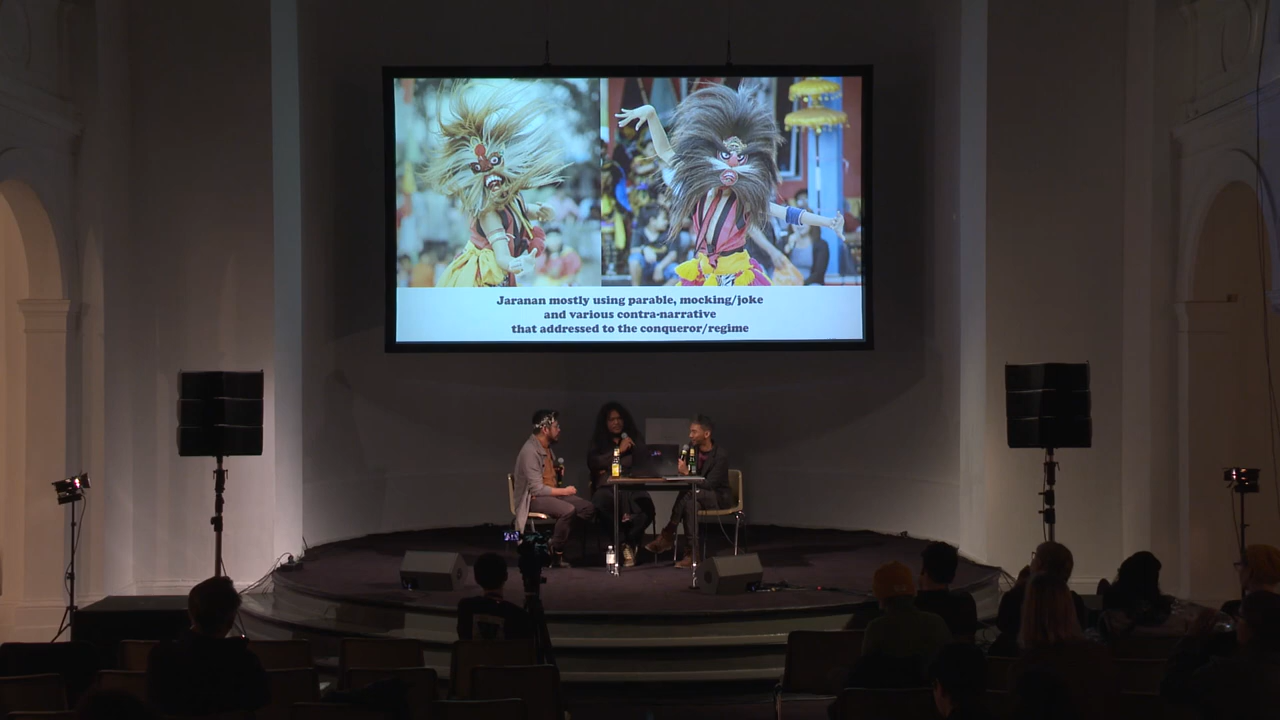 Jaranan mostly using parable, mocking/joke
and various contra-narrative
that addressed to the conqueror/regime